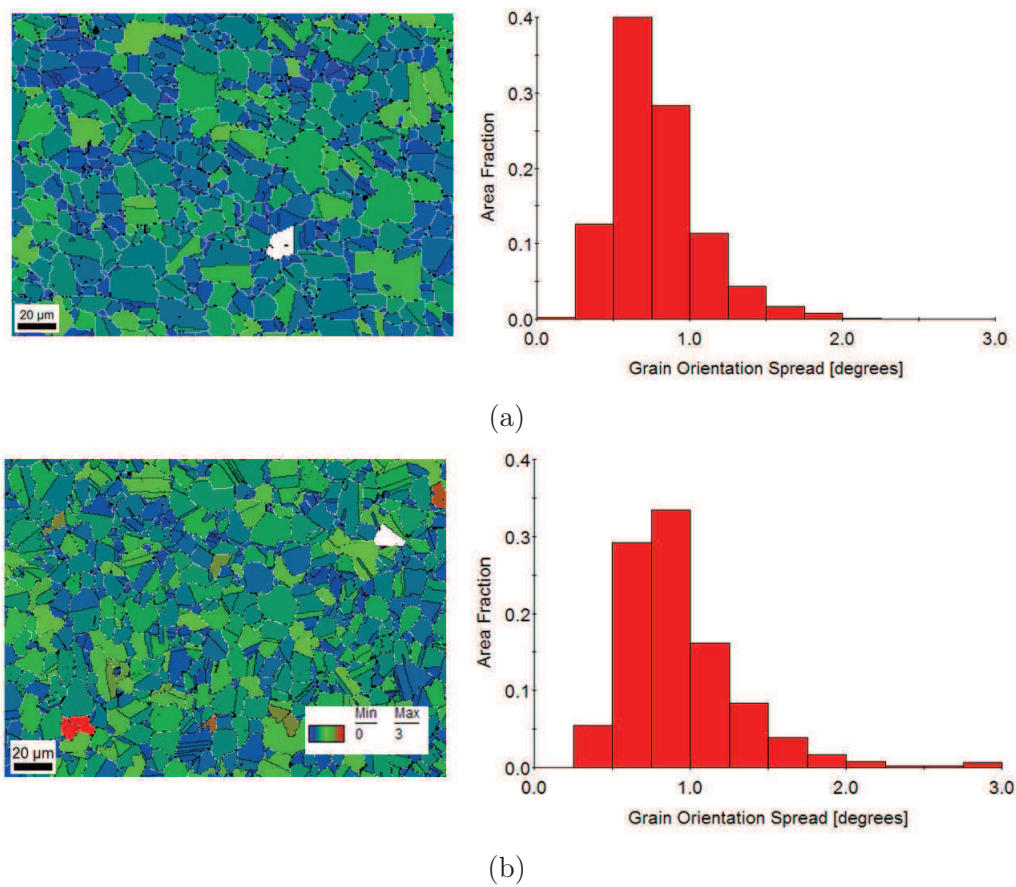 20 µm
0.4
0.3
0.2
0.1
0.0
Area Fraction
0.0 1.0 2.0 3.0
Grain Orientation Spread [degrees]
(a)
Min Max
0 3
20 µm
0.4
0.3
0.2
0.1
0.0
Area Fraction
0.0 1.0 2.0 3.0
Grain Orientation Spread [degrees]
(b)